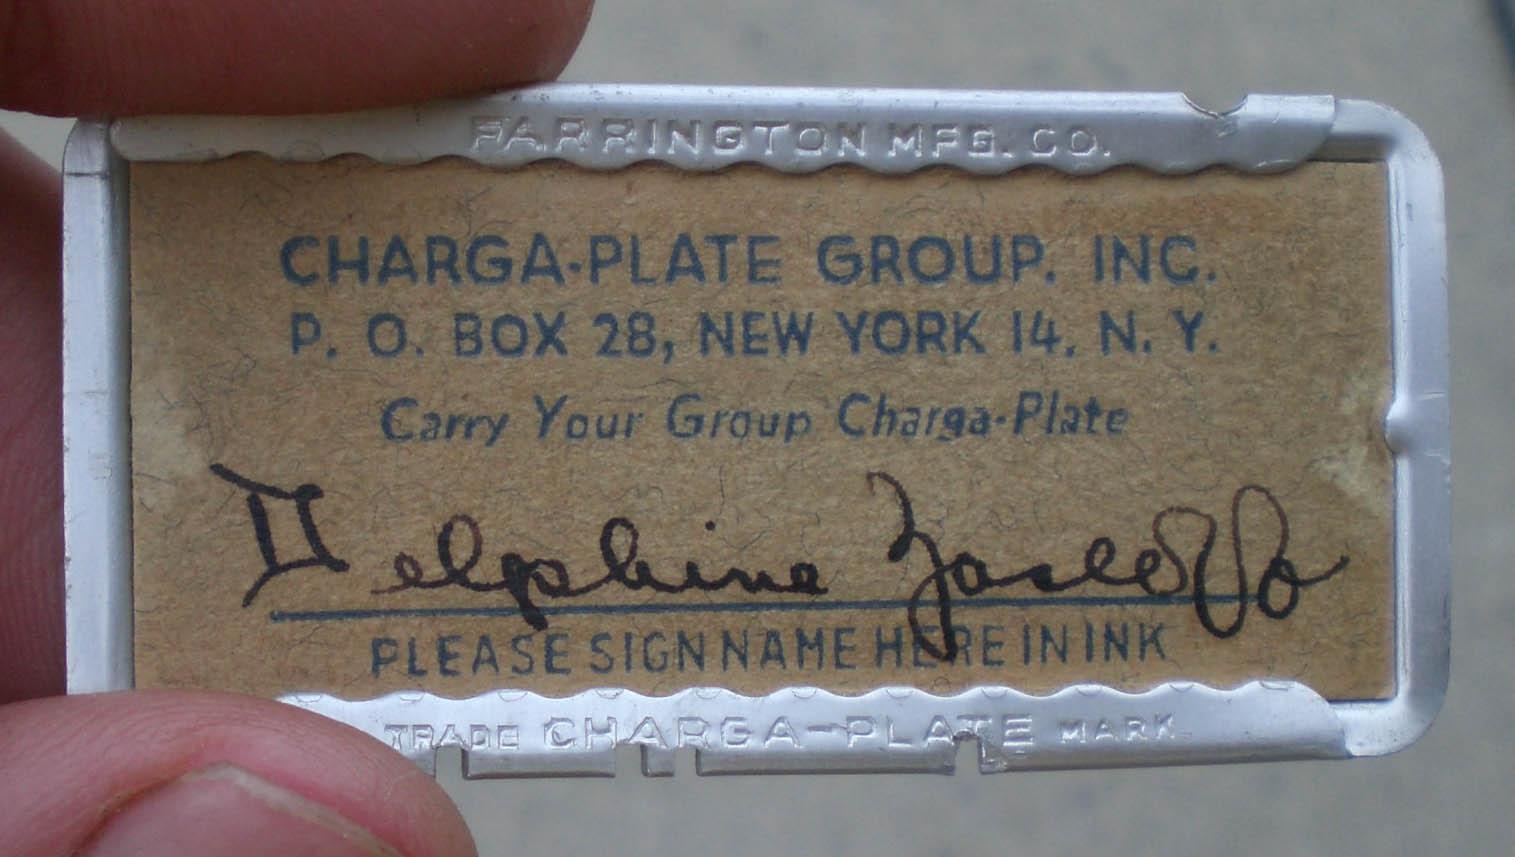 FARRINGTON MFG. CO.
CHARGA-PLATE GROUP. INC.
P. O. BOX 28, NEW YORK 14. N. Y.
Carry Your Group Charga-Plate
Delphine
PLEASE SIGN NAME HERE IN INK
TRADE CHARGA-PLATE MARK